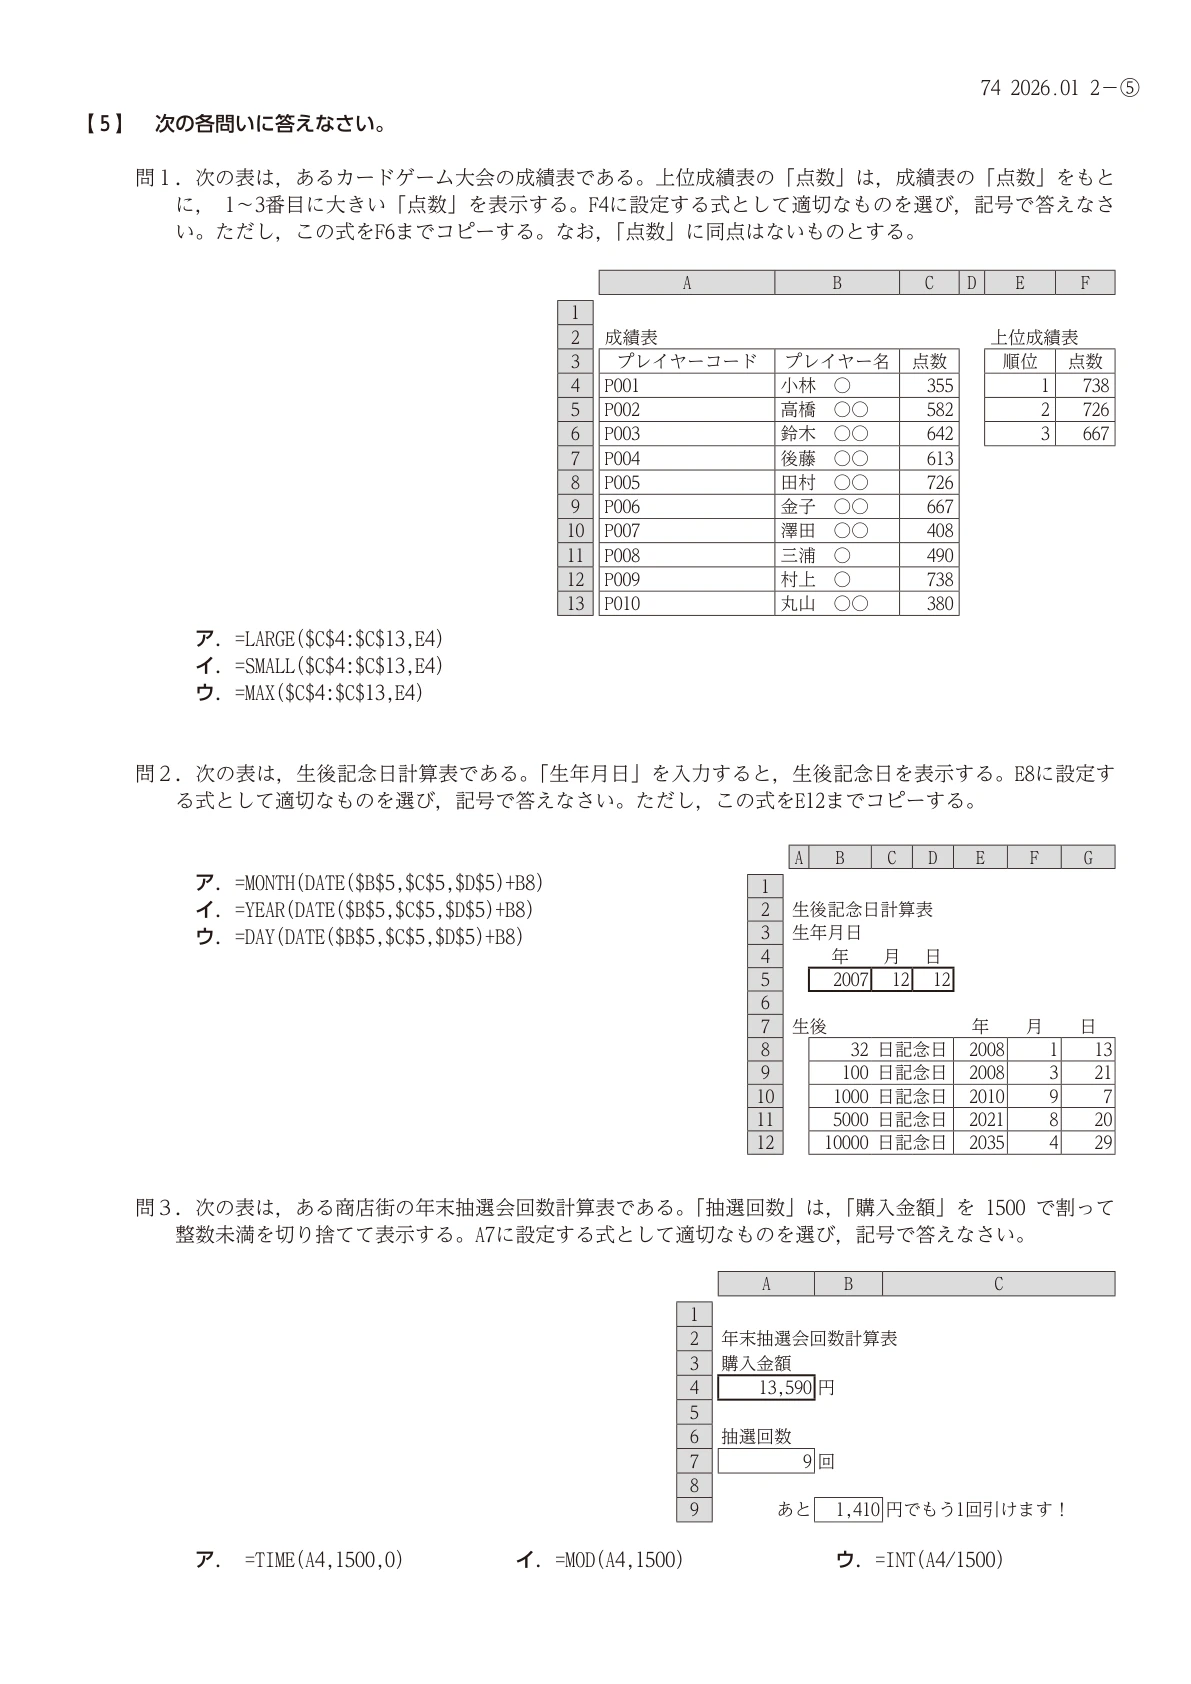 74 2026.01 2－⑤
【５】 次の各問いに答えなさい。
問１．次の表は，あるカードゲーム大会の成績表である。上位成績表の「点数」は，成績表の「点数」をもと
に， 1～3番目に大きい「点数」を表示する。F4に設定する式として適切なものを選び，記号で答えなさ
い。ただし，この式をF6までコピーする。なお，「点数」に同点はないものとする。
A B C D E F
1
2 成績表 上位成績表
3 プレイヤーコード プレイヤー名 点数 順位 点数
4 P001 小林 ○ 355 1 738
5 P002 高橋 ○○ 582 2 726
6 P003 鈴木 ○○ 642 3 667
7 P004 後藤 ○○ 613
8 P005 田村 ○○ 726
9 P006 金子 ○○ 667
10 P007 澤田 ○○ 408
11 P008 三浦 ○ 490
12 P009 村上 ○ 738
13 P010 丸山 ○○ 380
ア．=LARGE($C$4:$C$13,E4)
イ．=SMALL($C$4:$C$13,E4)
ウ．=MAX($C$4:$C$13,E4)
問２．次の表は，生後記念日計算表である。「生年月日」を入力すると，生後記念日を表示する。E8に設定す
る式として適切なものを選び，記号で答えなさい。ただし，この式をE12までコピーする。
ア．=MONTH(DATE($B$5,$C$5,$D$5)+B8)
イ．=YEAR(DATE($B$5,$C$5,$D$5)+B8)
ウ．=DAY(DATE($B$5,$C$5,$D$5)+B8)
A B C D E F G
1
2 生後記念日計算表
3 生年月日
4 年 月 日
5 2007 12 12
6
7 生後 年 月 日
8 32 日記念日 2008 1 13
9 100 日記念日 2008 3 21
10 1000 日記念日 2010 9 7
11 5000 日記念日 2021 8 20
12 10000 日記念日 2035 4 29
問３．次の表は，ある商店街の年末抽選会回数計算表である。「抽選回数」は，「購入金額」を 1500 で割って
整数未満を切り捨てて表示する。A7に設定する式として適切なものを選び，記号で答えなさい。
A B C
1
2 年末抽選会回数計算表
3 購入金額
4 13,590 円
5
6 抽選回数
7 9 回
8
9 あと 1,410 円でもう1回引けます！
ア． =TIME(A4,1500,0) イ．=MOD(A4,1500) ウ．=INT(A4/1500)